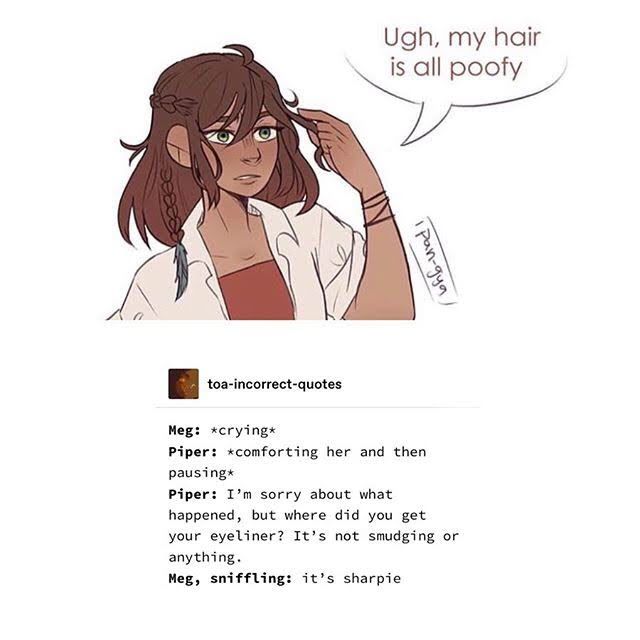 Ugh, my hair
is all poofy
ipan-gya
toa-incorrect-quotes
Meg: *crying*
Piper: *comforting her and then
pausing*
Piper: I’m sorry about what
happened, but where did you get
your eyeliner? It’s not smudging or
anything.
Meg, sniffling: it’s sharpie